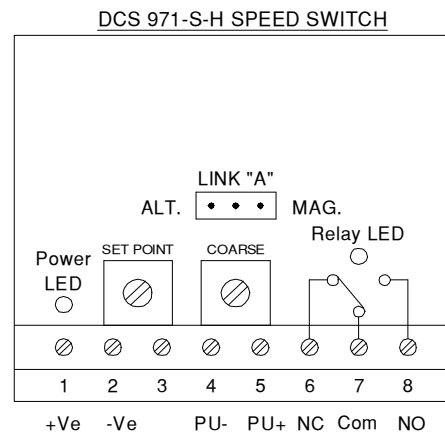 DCS 971-S-H SPEED SWITCH
LINK "A"
ALT. MAG.
Relay LED
Power
LED
SET POINT COARSE
1 2 3 4 5 6 7 8
+Ve -Ve PU- PU+ NC Com NO